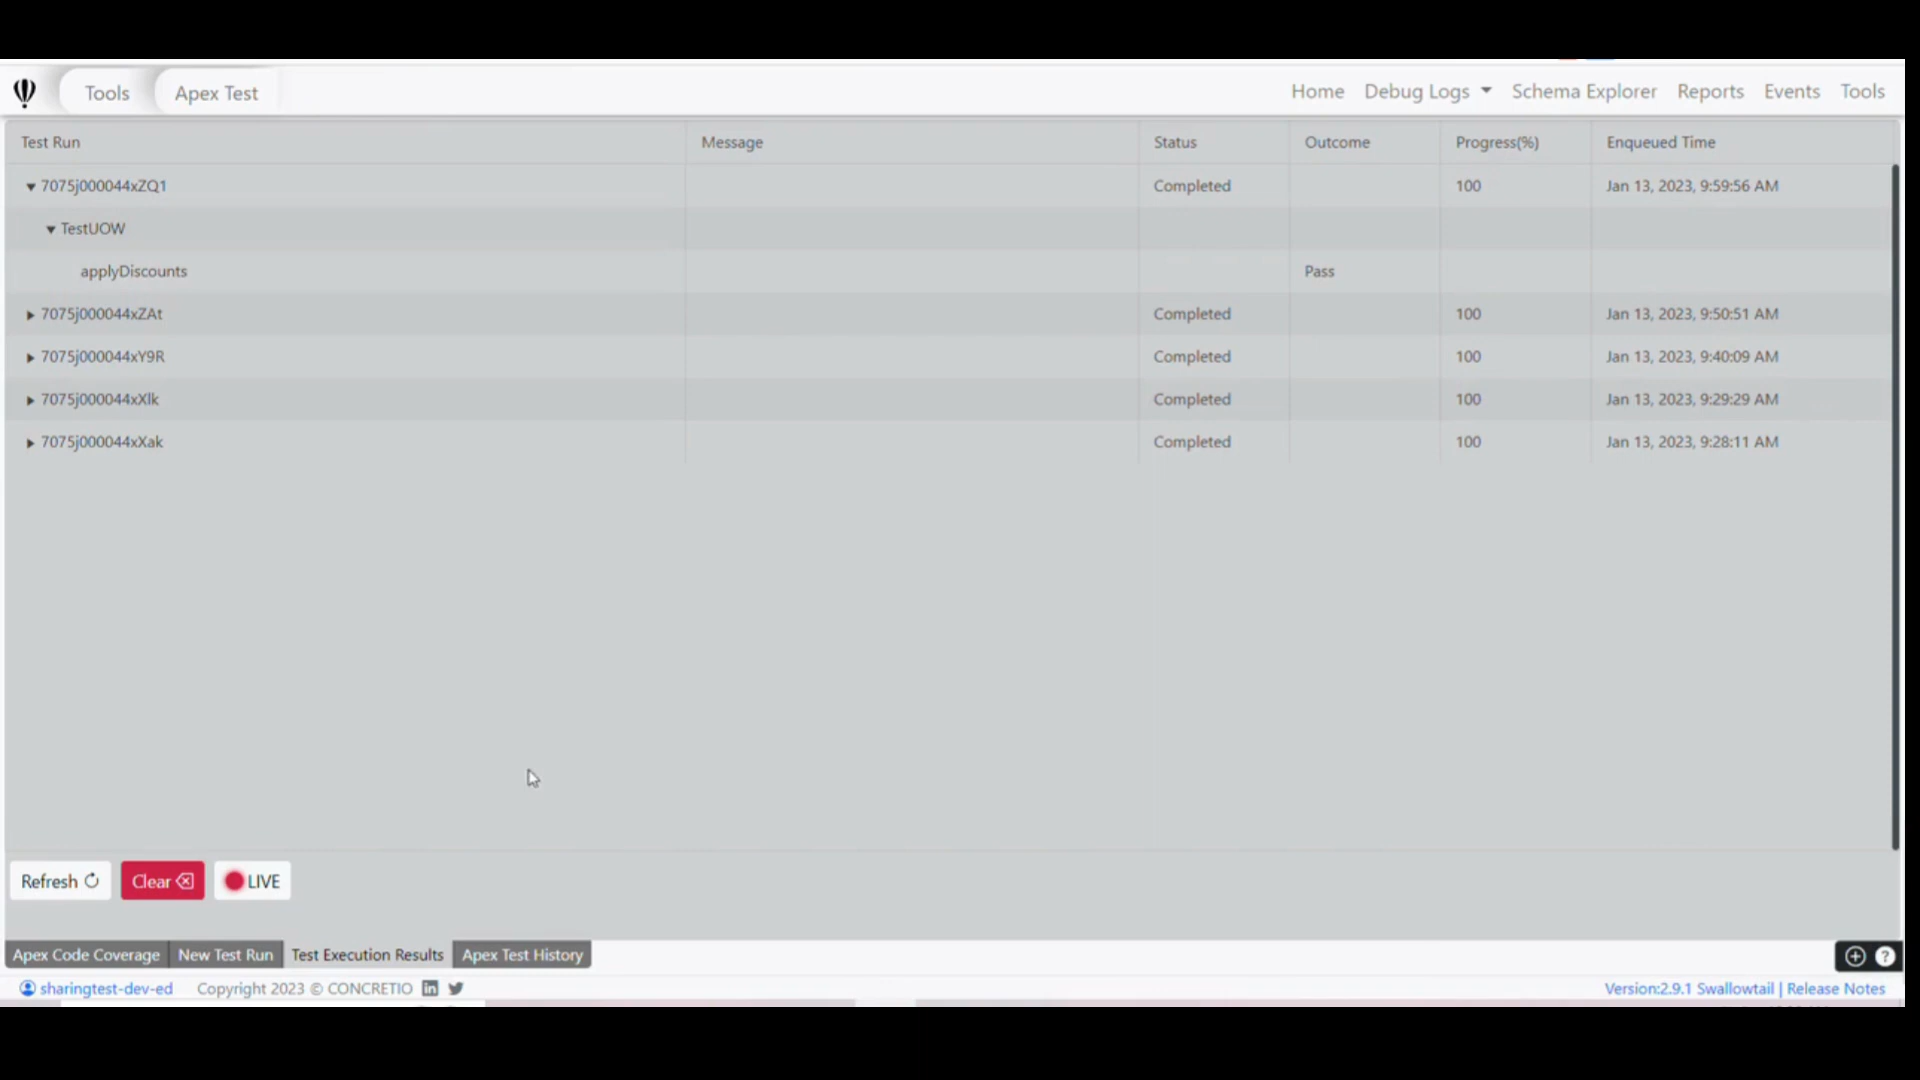 Tools Apex Test Home Debug Logs Schema Explorer Reports Events Tools
Test Run Message Status Outcome Progress(%) Enqueued Time
7075j000044xZQ1 Completed 100 Jan 13, 2023, 9:59:56 AM
TestUOW
applyDiscounts Pass
7075j000044xZAt Completed 100 Jan 13, 2023, 9:50:51 AM
7075j000044xY9R Completed 100 Jan 13, 2023, 9:40:09 AM
7075j000044xXlk Completed 100 Jan 13, 2023, 9:29:29 AM
7075j000044xXak Completed 100 Jan 13, 2023, 9:28:11 AM
Refresh Clear LIVE
Apex Code Coverage New Test Run Test Execution Results Apex Test History
sharingtest-dev-ed Copyright 2023 © CONCRETIO Version:2.9.1 Swallowtail | Release Notes